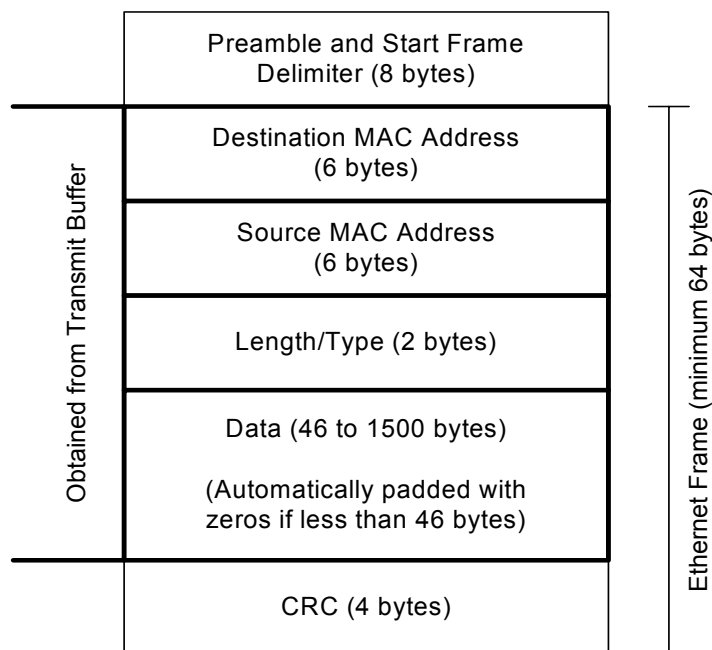 Preamble and Start Frame
Delimiter (8 bytes)
Destination MAC Address
(6 bytes)
Source MAC Address
(6 bytes)
Length/Type (2 bytes)
Data (46 to 1500 bytes)
(Automatically padded with
zeros if less than 46 bytes)
CRC (4 bytes)
Obtained from Transmit Buffer
Ethernet Frame (minimum 64 bytes)